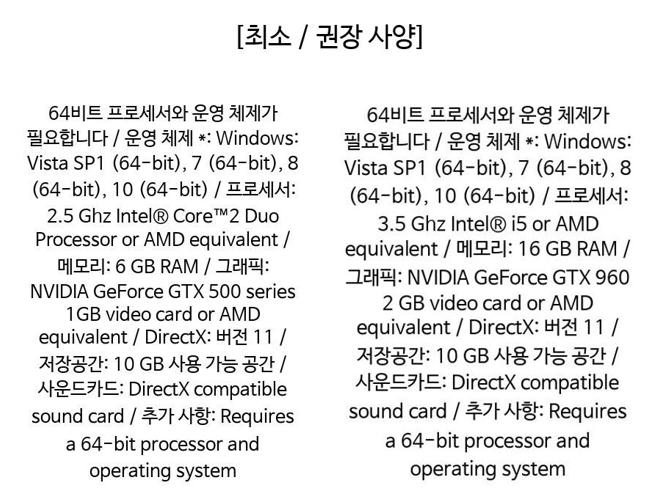 [최소 / 권장 사양]
64비트 프로세서와 운영 체제가
필요합니다 / 운영 체제 *: Windows:
Vista SP1 (64-bit), 7 (64-bit), 8
(64-bit), 10 (64-bit) / 프로세서:
2.5 Ghz Intel® Core™2 Duo
Processor or AMD equivalent /
메모리: 6 GB RAM / 그래픽:
NVIDIA GeForce GTX 500 series
1GB video card or AMD
equivalent / DirectX: 버전 11 /
저장공간: 10 GB 사용 가능 공간 /
사운드카드: DirectX compatible
sound card / 추가 사항: Requires
a 64-bit processor and
operating system
64비트 프로세서와 운영 체제가
필요합니다 / 운영 체제 *: Windows:
Vista SP1 (64-bit), 7 (64-bit), 8
(64-bit), 10 (64-bit) / 프로세서:
3.5 Ghz Intel® i5 or AMD
equivalent / 메모리: 16 GB RAM /
그래픽: NVIDIA GeForce GTX 960
2 GB video card or AMD
equivalent / DirectX: 버전 11 /
저장공간: 10 GB 사용 가능 공간 /
사운드카드: DirectX compatible
sound card / 추가 사항: Requires
a 64-bit processor and
operating system